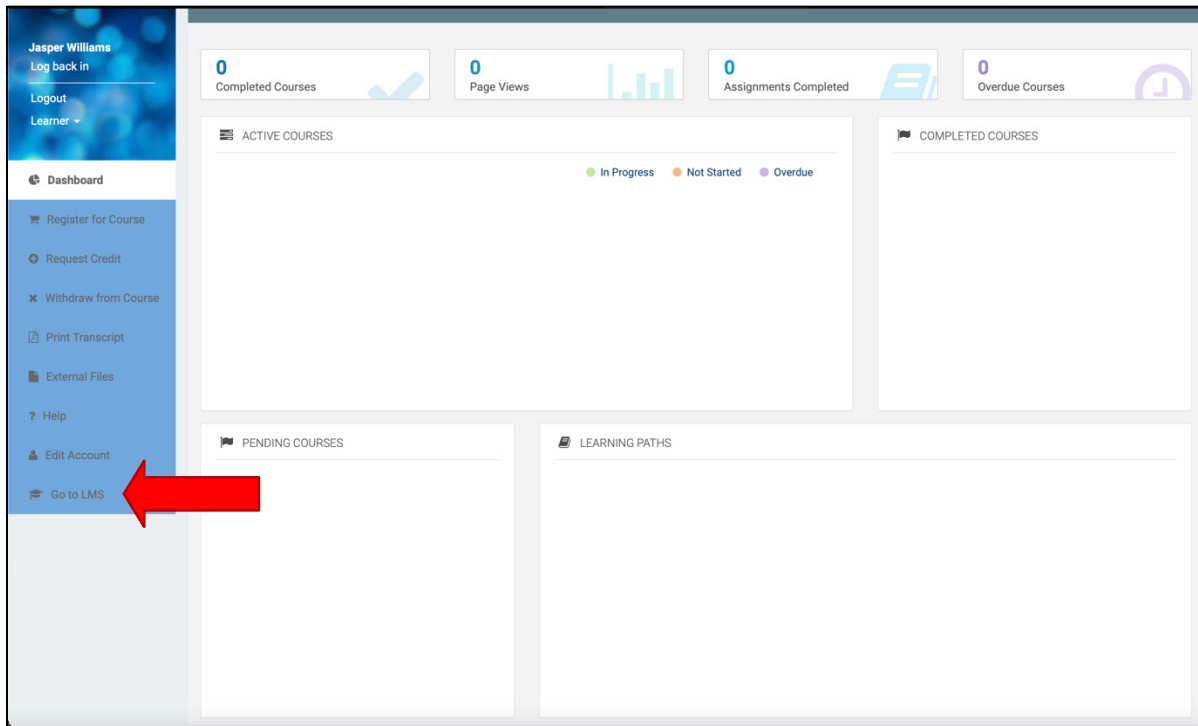 Jasper Williams
Log back in
Logout
Learner
Dashboard
Register for Course
Request Credit
Withdraw from Course
Print Transcript
External Files
? Help
Edit Account
Go to LMS
0
Completed Courses
0
Page Views
0
Assignments Completed
0
Overdue Courses
ACTIVE COURSES
In Progress Not Started Overdue
COMPLETED COURSES
PENDING COURSES
LEARNING PATHS